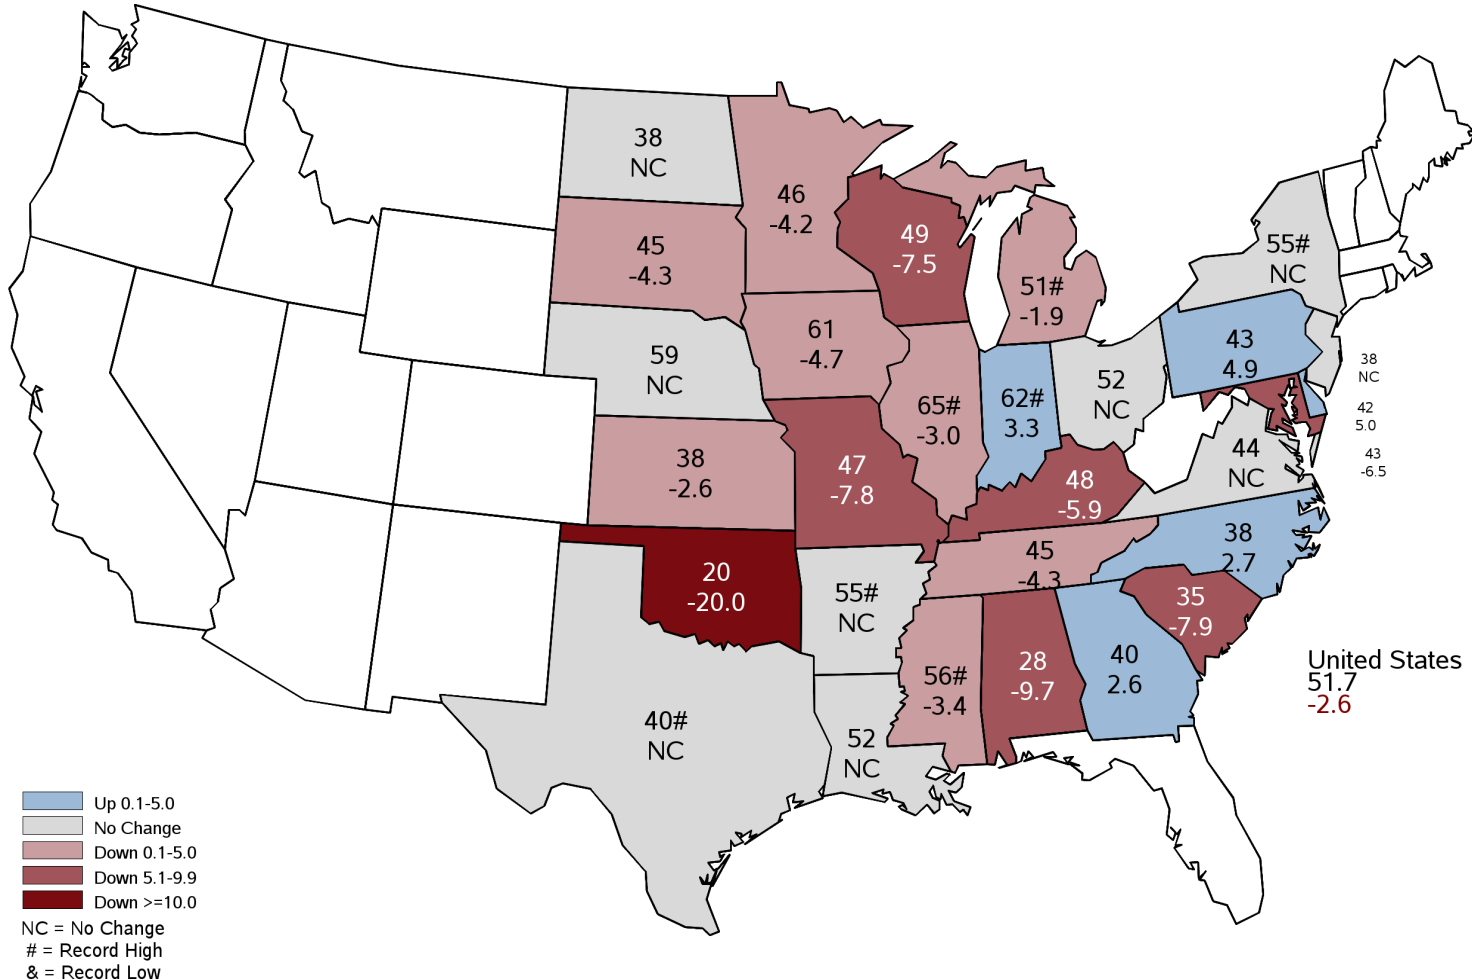 38
NC
46
-4.2
49
-7.5
45
-4.3
51#
-1.9
55#
NC
61
-4.7
59
NC
43
4.9
38
NC
65#
-3.0
62#
3.3
52
NC
42
5.0
43
-6.5
38
-2.6
47
-7.8
48
-5.9
44
NC
38
2.7
45
-4.3
20
-20.0
55#
NC
35
-7.9
56#
-3.4
28
-9.7
40
2.6
40#
NC
52
NC
United States
51.7
-2.6
Up 0.1-5.0
No Change
Down 0.1-5.0
Down 5.1-9.9
Down >=10.0
NC = No Change
# = Record High
& = Record Low